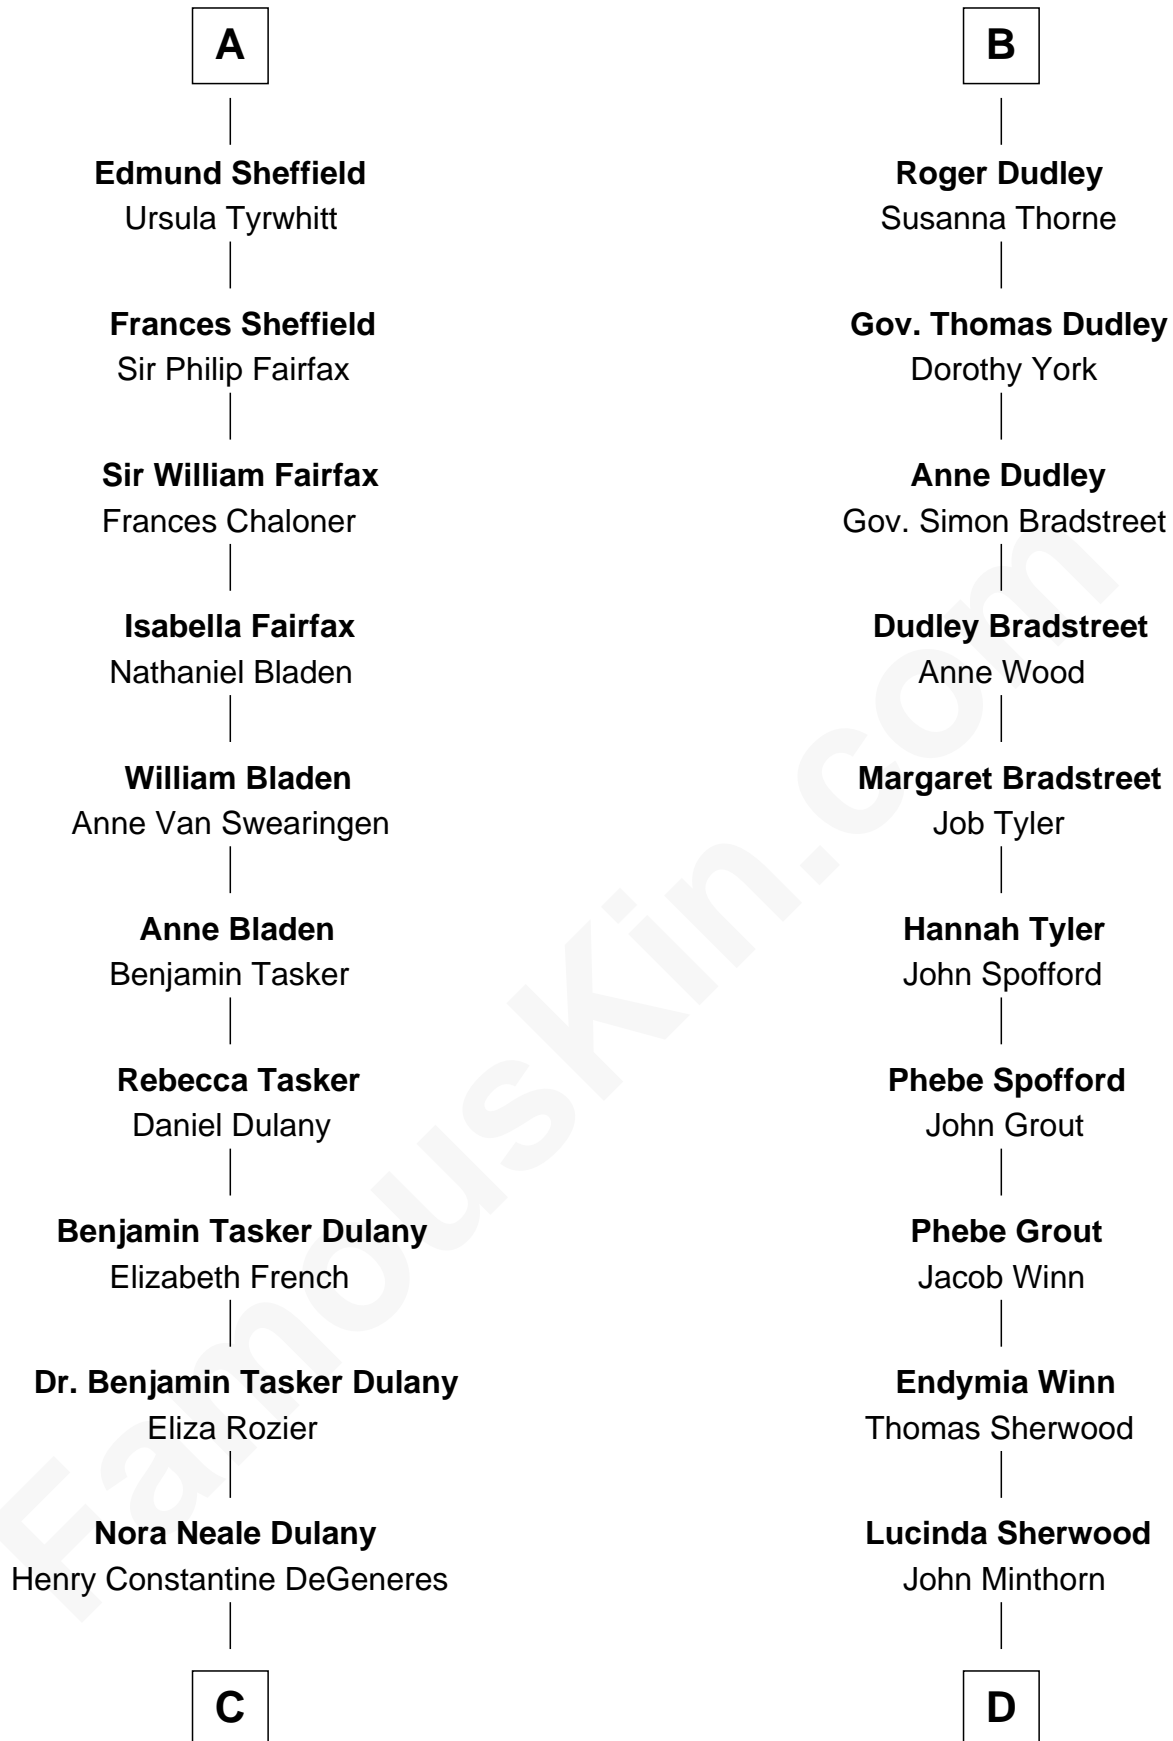 A
Edmund Sheffield
Ursula Tyrwhitt
Frances Sheffield
Sir Philip Fairfax
Sir William Fairfax
Frances Chaloner
Isabella Fairfax
Nathaniel Bladen
William Bladen
Anne Van Swearingen
Anne Bladen
Benjamin Tasker
Rebecca Tasker
Daniel Dulany
Benjamin Tasker Dulany
Elizabeth French
Dr. Benjamin Tasker Dulany
Eliza Rozier
Nora Neale Dulany
Henry Constantine DeGeneres
C
B
Roger Dudley
Susanna Thorne
Gov. Thomas Dudley
Dorothy York
Anne Dudley
Gov. Simon Bradstreet
Dudley Bradstreet
Anne Wood
Margaret Bradstreet
Job Tyler
Hannah Tyler
John Spofford
Phebe Spofford
John Grout
Phebe Grout
Jacob Winn
Endymia Winn
Thomas Sherwood
Lucinda Sherwood
John Minthorn
D
FamousKin.com